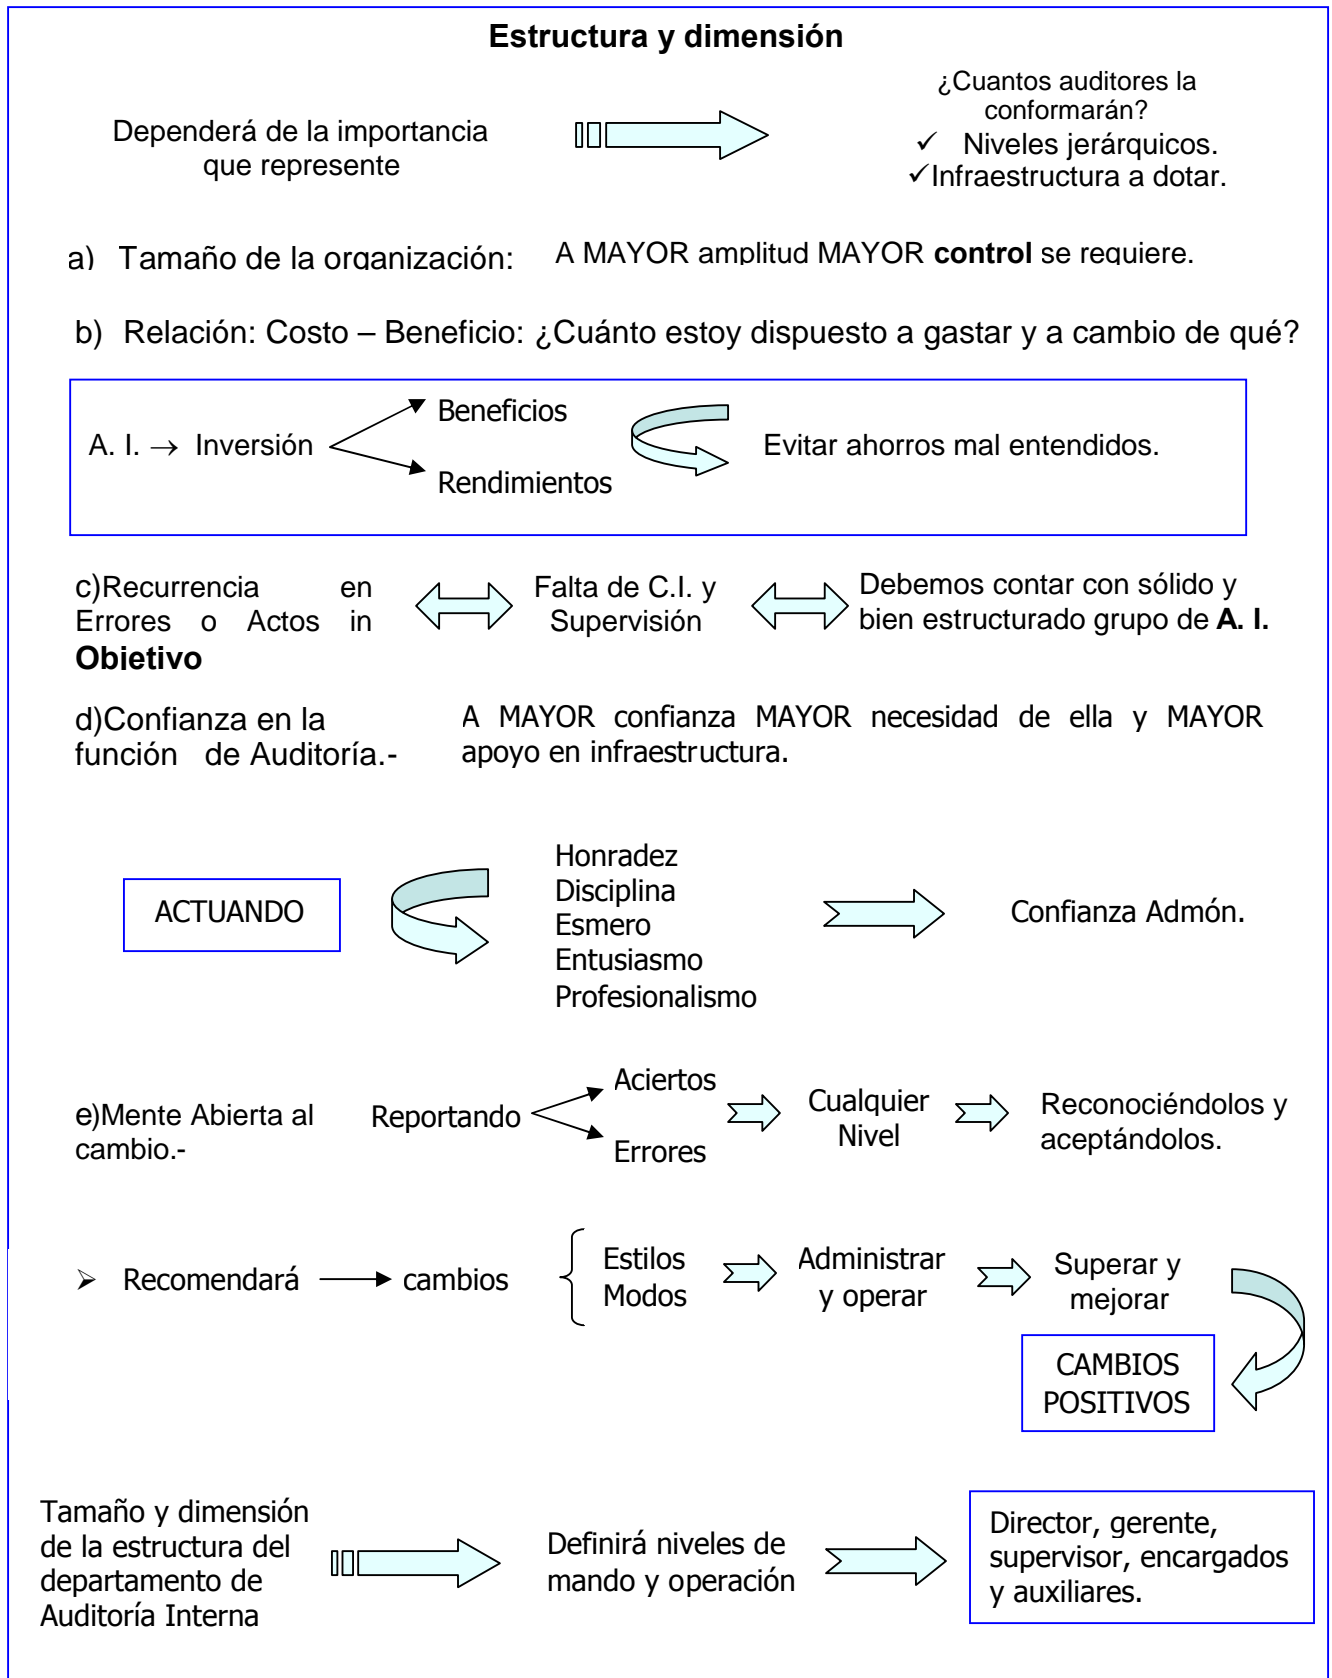 Estructura y dimensión
Dependerá de la importancia
que represente
¿Cuantos auditores la
conformarán?
✓ Niveles jerárquicos.
✓Infraestructura a dotar.
a) Tamaño de la organización:
A MAYOR amplitud MAYOR control se requiere.
b) Relación: Costo – Beneficio: ¿Cuánto estoy dispuesto a gastar y a cambio de qué?
A. I. → Inversión
Beneficios
Rendimientos
Evitar ahorros mal entendidos.
c)Recurrencia en
Errores o Actos in
Objetivo
Falta de C.I. y
Supervisión
Debemos contar con sólido y
bien estructurado grupo de A. I.
d)Confianza en la
función de Auditoría.-
A MAYOR confianza MAYOR necesidad de ella y MAYOR
apoyo en infraestructura.
ACTUANDO
Honradez
Disciplina
Esmero
Entusiasmo
Profesionalismo
Confianza Admón.
e)Mente Abierta al
cambio.-
Reportando
Aciertos
Errores
Cualquier
Nivel
Reconociéndolos y
aceptándolos.
➢ Recomendará
cambios
Estilos
Modos
Administrar
y operar
Superar y
mejorar
CAMBIOS
POSITIVOS
Tamaño y dimensión
de la estructura del
departamento de
Auditoría Interna
Definirá niveles de
mando y operación
Director, gerente,
supervisor, encargados
y auxiliares.